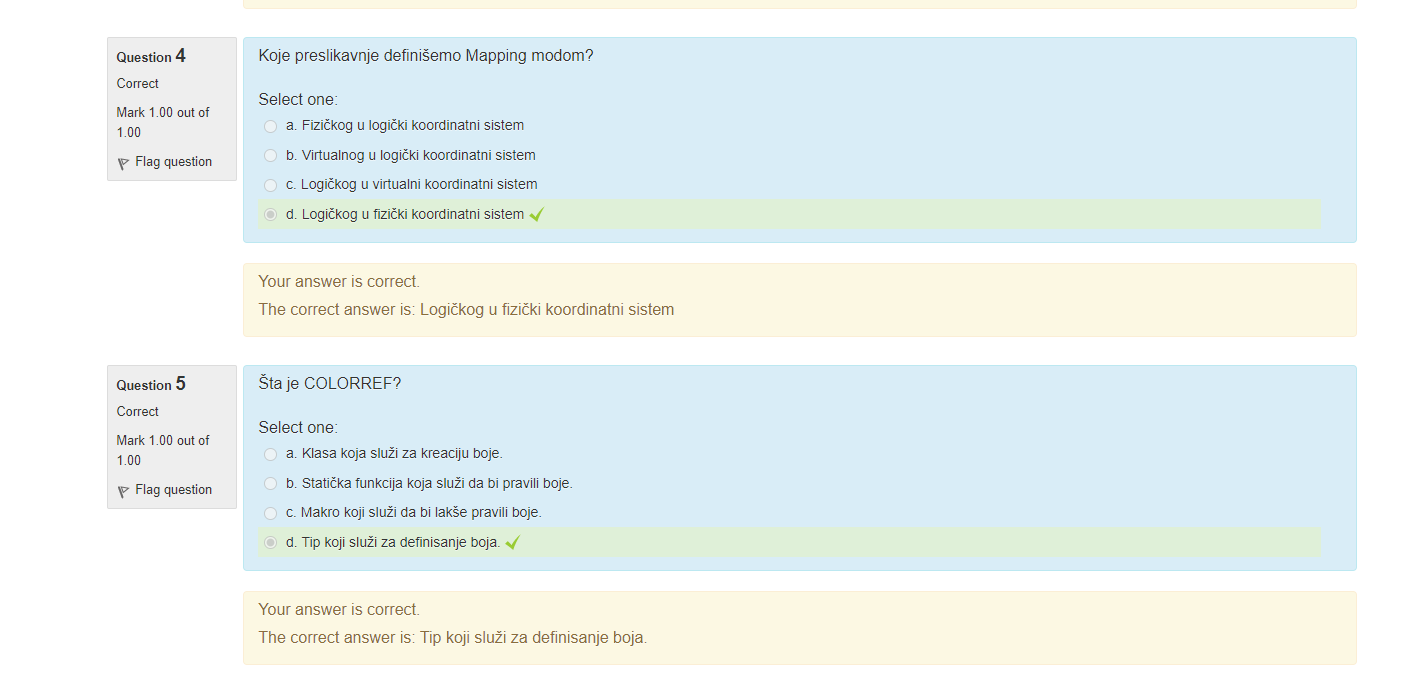 Question 4
Correct
Mark 1.00 out of
1.00
Flag question
Koje preslikavnje definišemo Mapping modom?
Select one:
a. Fizičkog u logički koordinatni sistem
b. Virtualnog u logički koordinatni sistem
c. Logičkog u virtualni koordinatni sistem
d. Logičkog u fizički koordinatni sistem
Your answer is correct.
The correct answer is: Logičkog u fizički koordinatni sistem
Question 5
Correct
Mark 1.00 out of
1.00
Flag question
Šta je COLORREF?
Select one:
a. Klasa koja služi za kreaciju boje.
b. Statička funkcija koja služi da bi pravili boje.
c. Makro koji služi da bi lakše pravili boje.
d. Tip koji služi za definisanje boja.
Your answer is correct.
The correct answer is: Tip koji služi za definisanje boja.